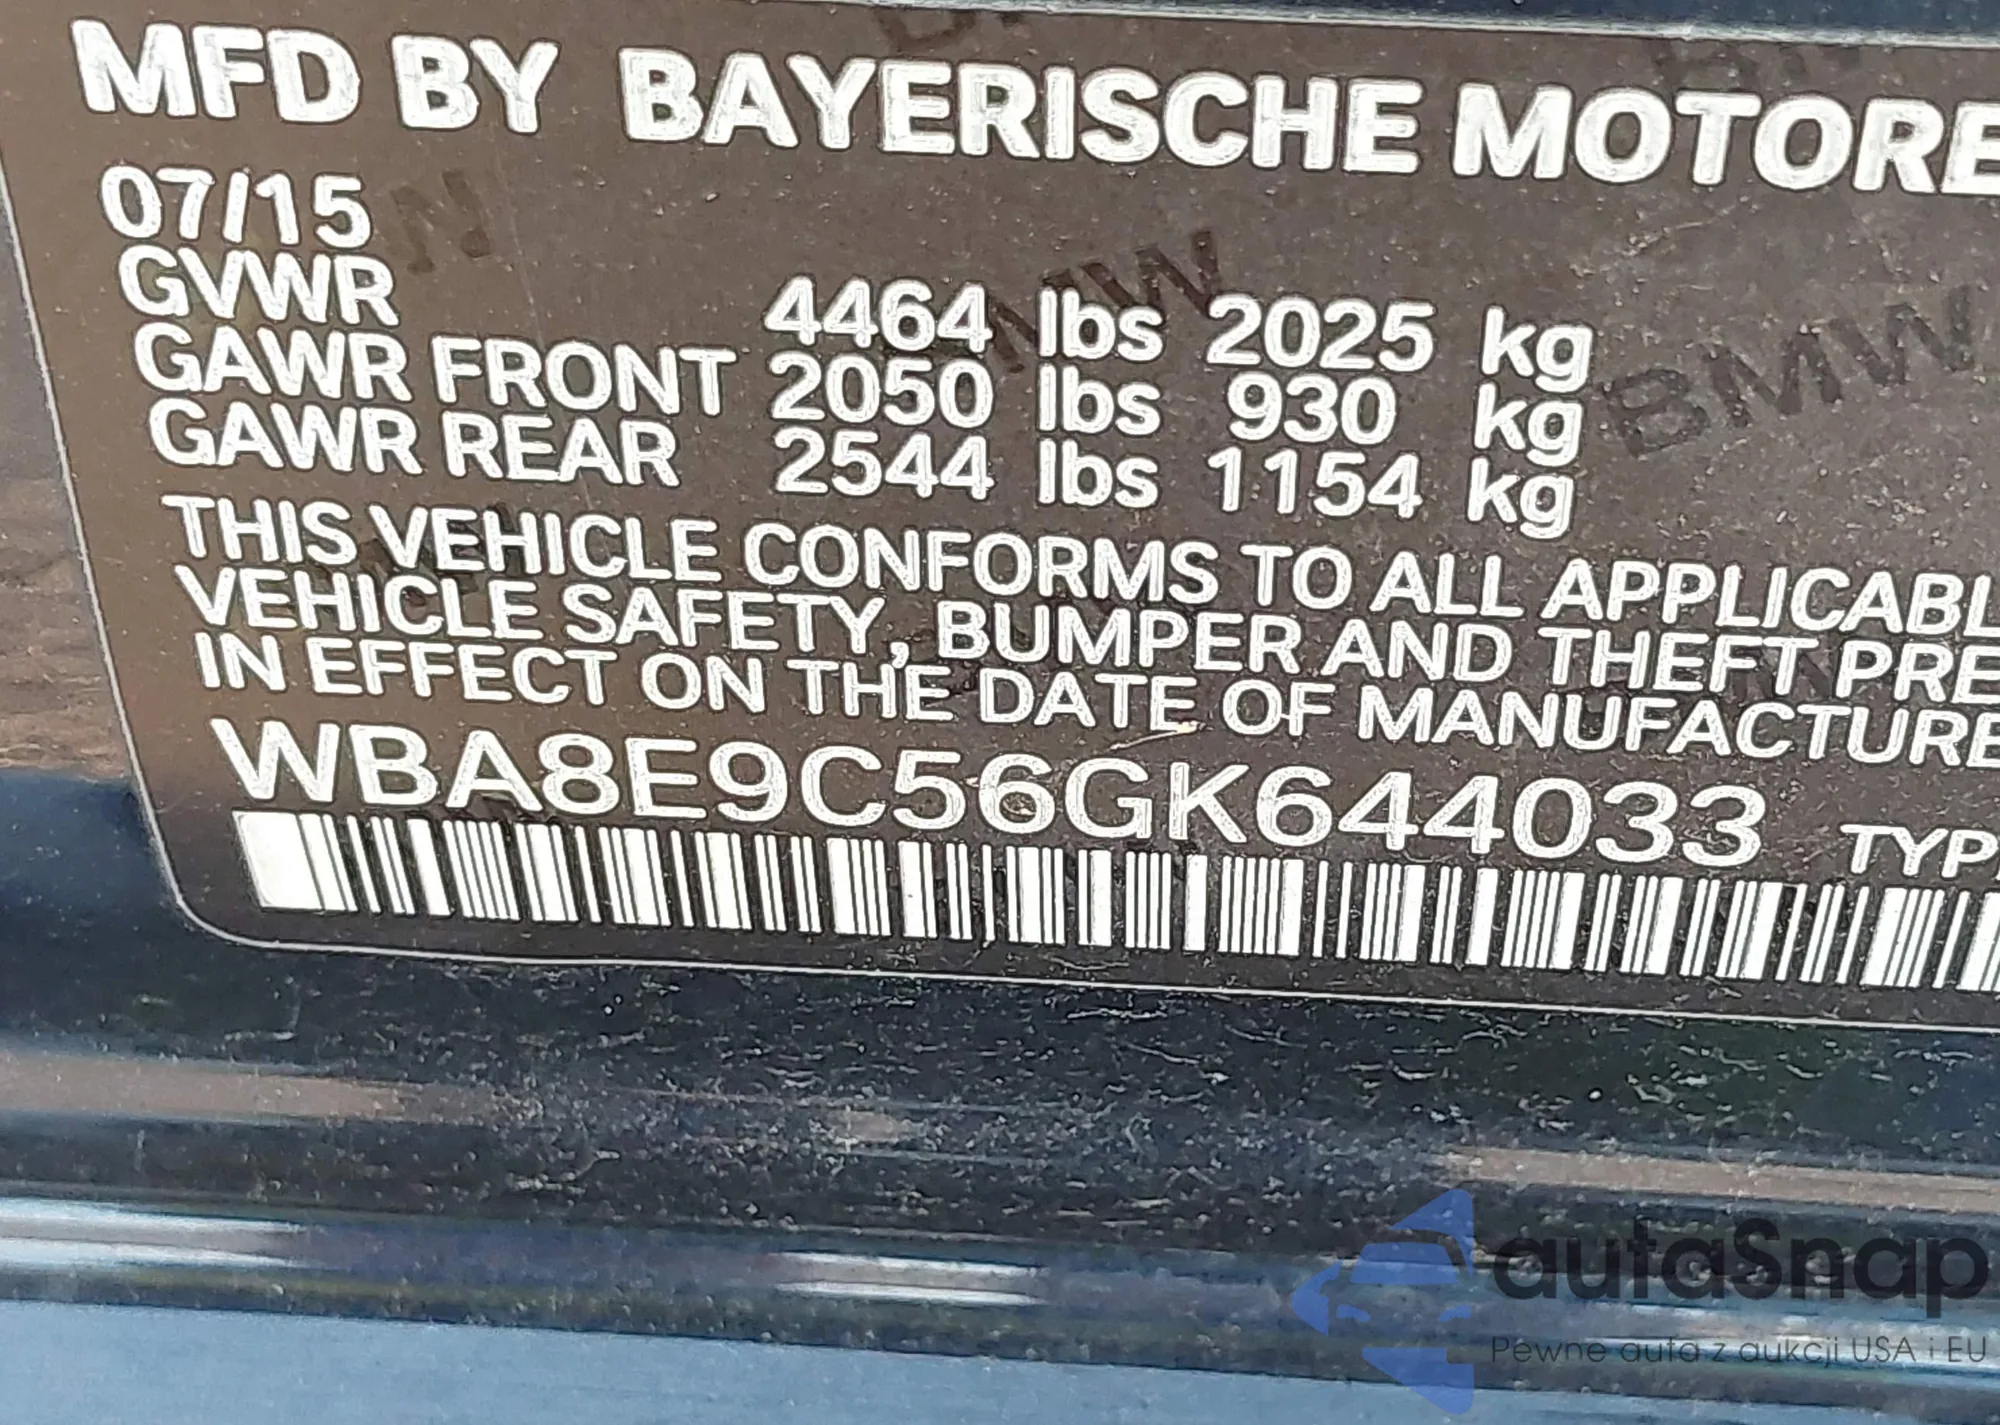 MFD BY BAYERISCHE MOTORE
07/15
GVWR 4464 lbs 2025 kg
GAWR FRONT 2050 lbs 930 kg
GAWR REAR 2544 lbs 1154 kg
THIS VEHICLE CONFORMS TO ALL APPLICABL
VEHICLE SAFETY, BUMPER AND THEFT PRE
IN EFFECT ON THE DATE OF MANUFACTURE
WBA8E9C56GK644033 TYP
BMW
BMW
autaSnap
Pewne auta z aukcji USA i EU